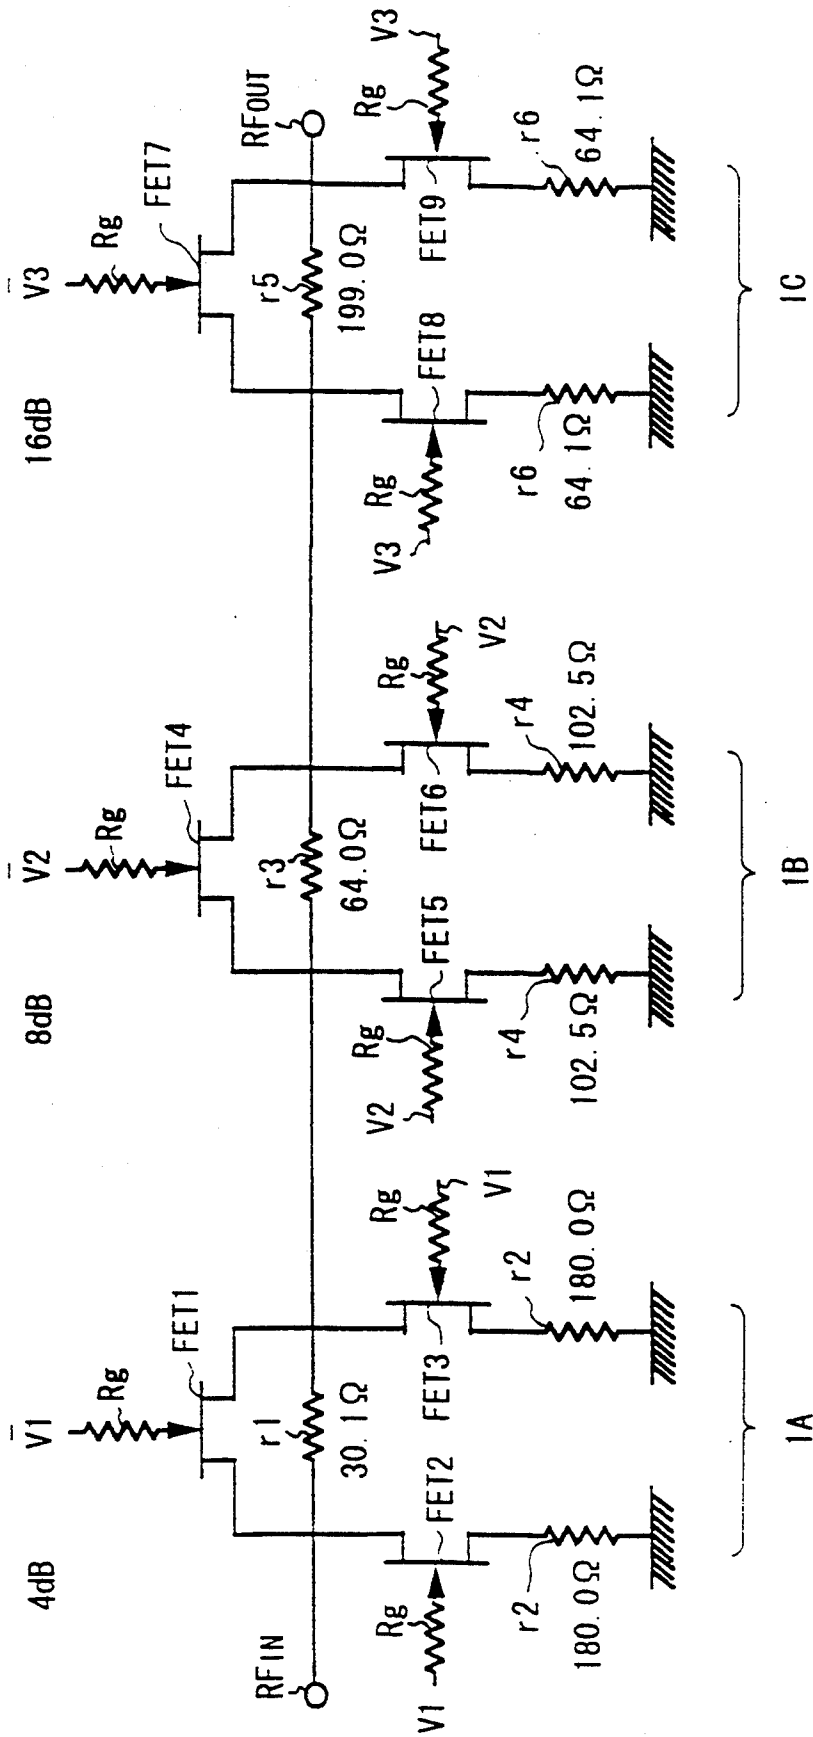 4dB
8dB
16dB
V̄1
V̄2
V̄3
Rg
FET1
Rg
FET4
Rg
FET7
RFIN
r1
30.1Ω
r3
64.0Ω
r5
199.0Ω
RFOUT
V1
Rg
FET2
FET3
Rg
V1
V2
Rg
FET5
FET6
Rg
V2
V3
Rg
FET8
FET9
Rg
V3
r2
180.0Ω
r2
180.0Ω
r4
102.5Ω
r4
102.5Ω
r6
64.1Ω
r6
64.1Ω
1A
1B
1C